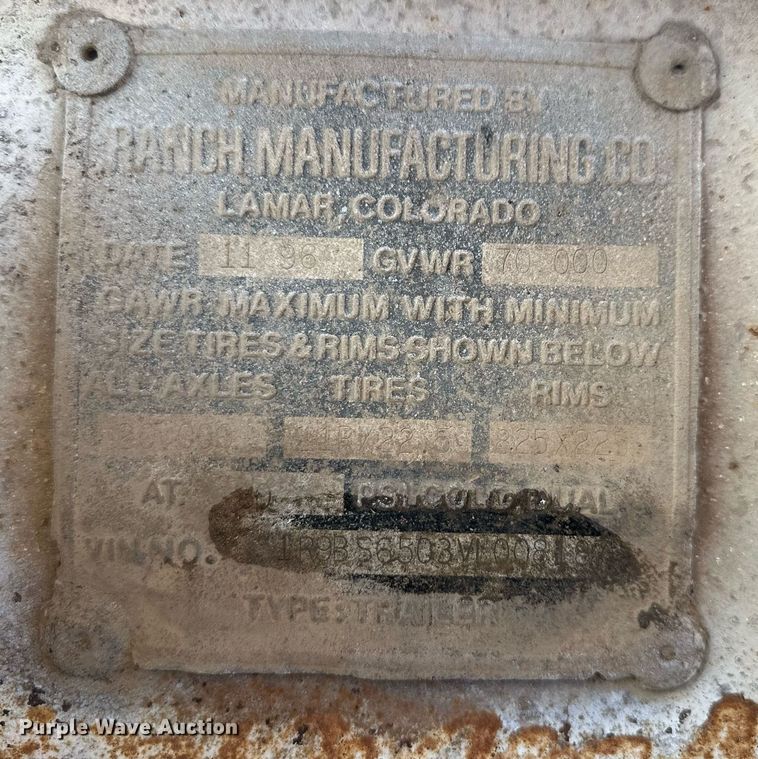 MANUFACTURED BY
RANCH MANUFACTURING CO.
LAMAR, COLORADO
DATE 11 96 GVWR 70 000
GAWR MAXIMUM WITH MINIMUM
SIZE TIRES & RIMS SHOWN BELOW
ALL AXLES TIRES RIMS
825X22
AT PSI COLD DUAL
VIN NO.
TYPE: TRAILER
Purple Wave Auction